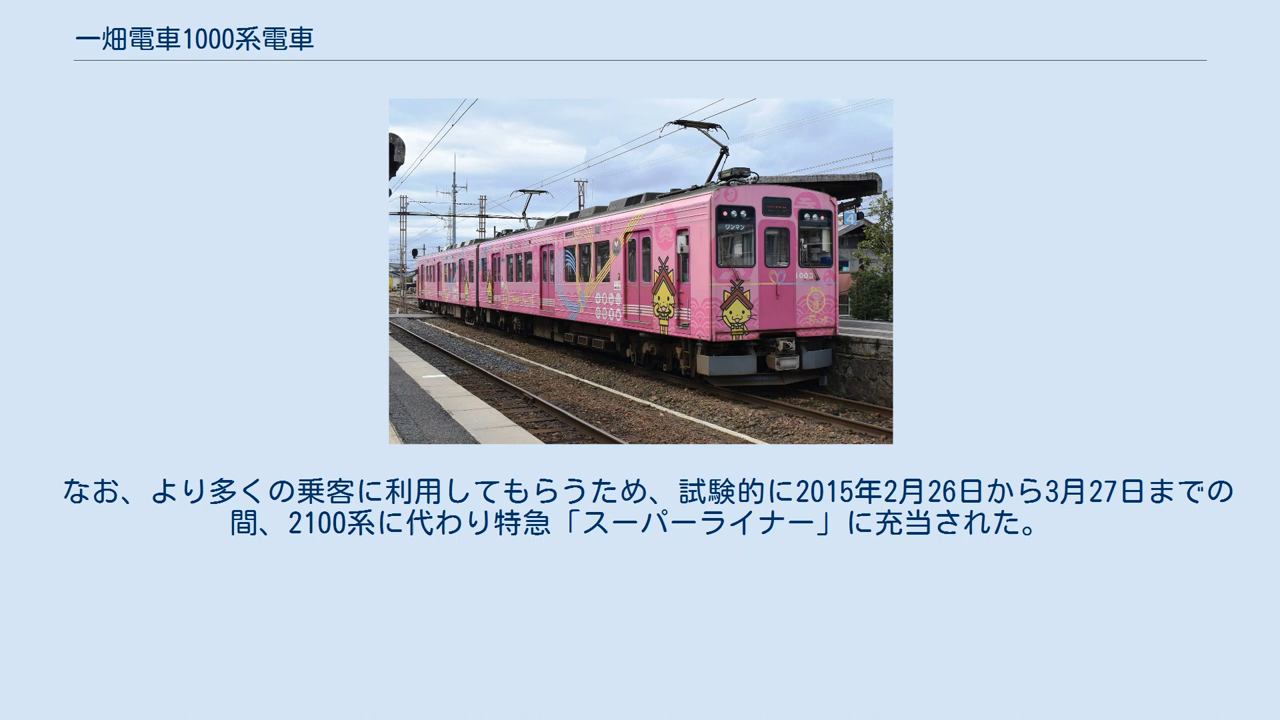 一畑電車1000系電車
ワンマン
なお、より多くの乗客に利用してもらうため、試験的に2015年2月26日から3月27日までの
間、2100系に代わり特急「スーパーライナー」に充当された。